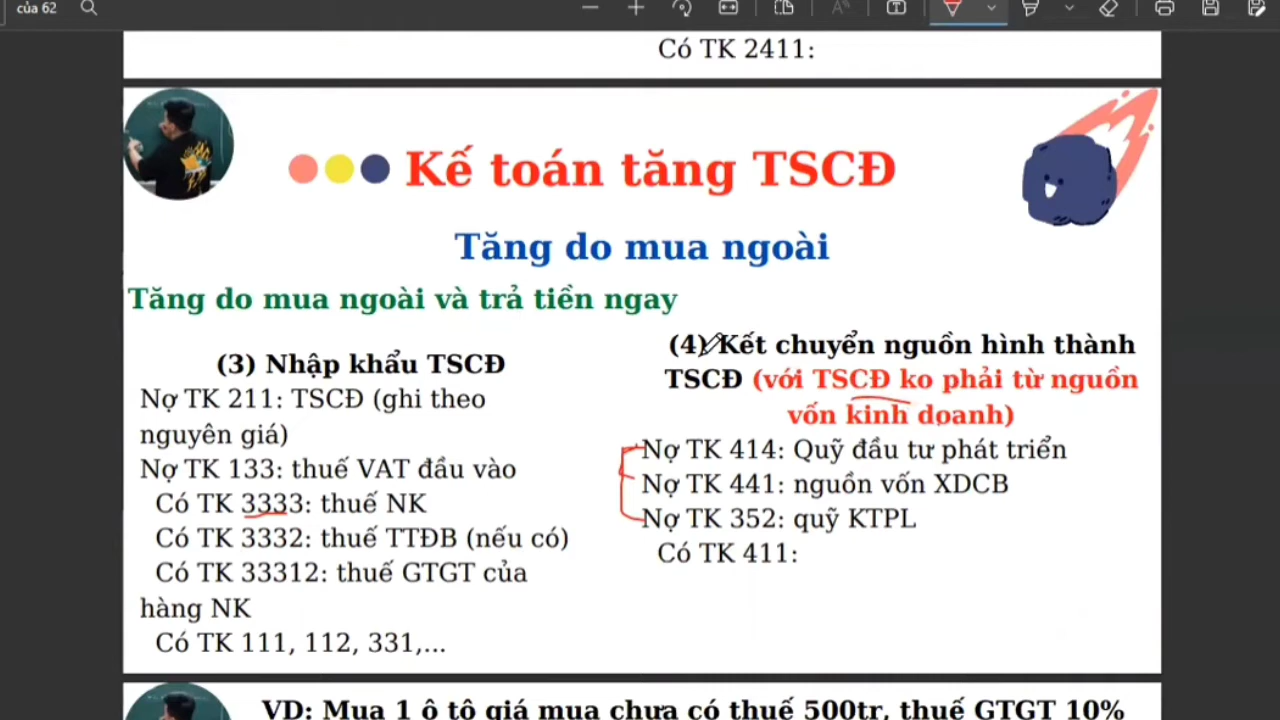 của 62
Có TK 2411:
Kế toán tăng TSCĐ
Tăng do mua ngoài
Tăng do mua ngoài và trả tiền ngay
(3) Nhập khẩu TSCĐ
Nợ TK 211: TSCĐ (ghi theo
nguyên giá)
Nợ TK 133: thuế VAT đầu vào
Có TK 3333: thuế NK
Có TK 3332: thuế TTĐB (nếu có)
Có TK 33312: thuế GTGT của
hàng NK
Có TK 111, 112, 331,...
(4) Kết chuyển nguồn hình thành
TSCĐ (với TSCĐ ko phải từ nguồn
vốn kinh doanh)
Nợ TK 414: Quỹ đầu tư phát triển
Nợ TK 441: nguồn vốn XDCB
Nợ TK 352: quỹ KTPL
Có TK 411:
VD: Mua 1 ô tô giá mua chưa có thuế 500tr, thuế GTGT 10%